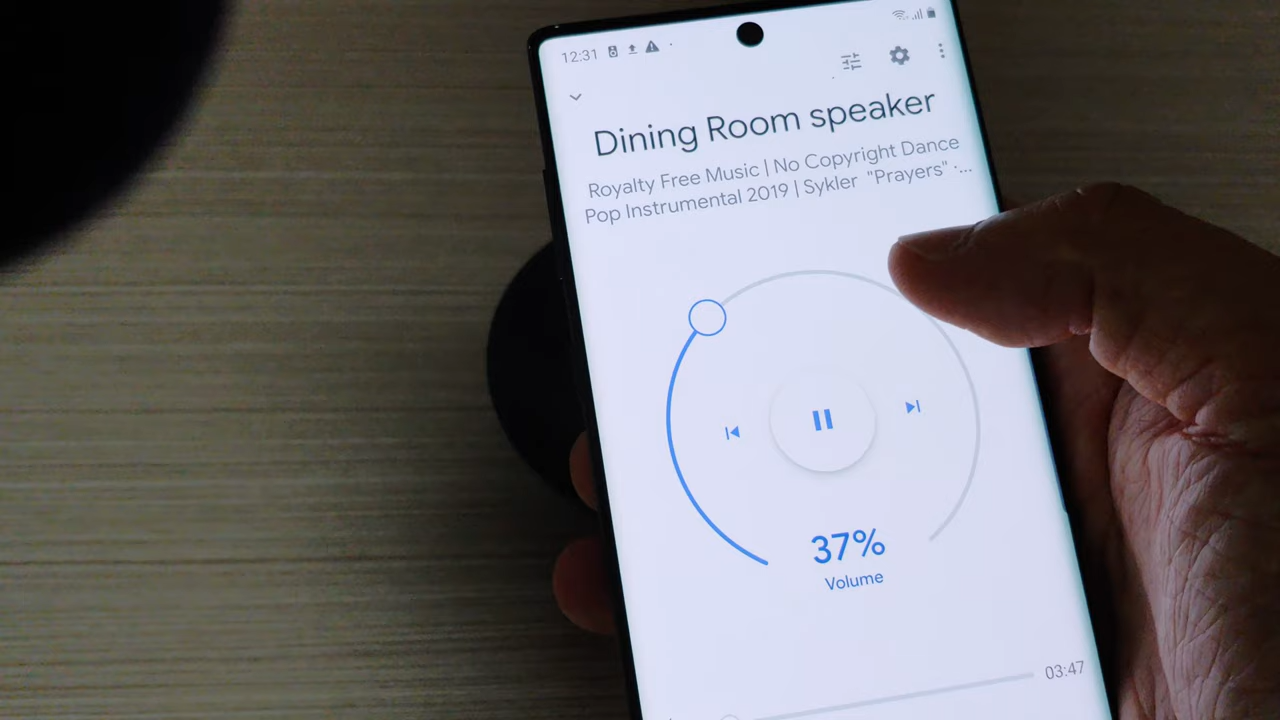 12:31
Dining Room speaker
Royalty Free Music | No Copyright Dance
Pop Instrumental 2019 | Sykler "Prayers" ·...
37%
Volume
03:47